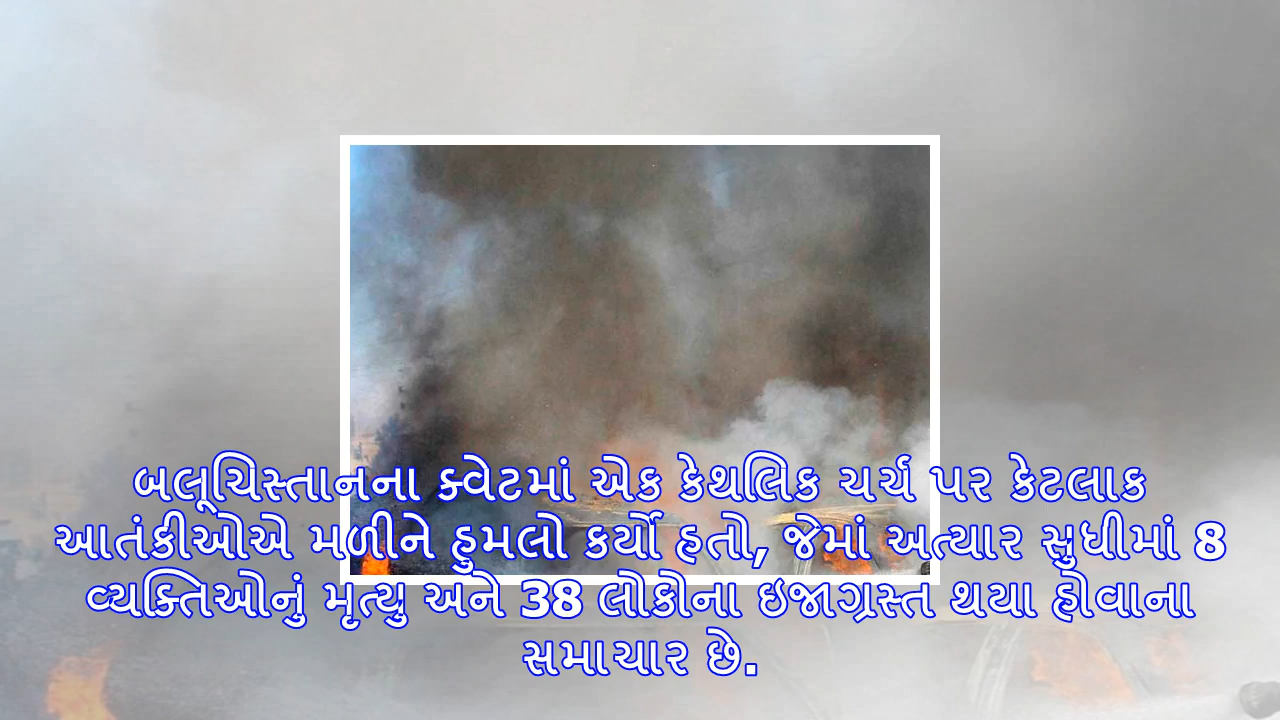 બલૂચિસ્તાનના ક્વેટમાં એક કેથલિક ચર્ચ પર કેટલાક
આતંકીઓએ મળીને હુમલો કર્યો હતો, જેમાં અત્યાર સુધીમાં 8
વ્યક્તિઓનું મૃત્યુ અને 38 લોકોના ઇજાગ્રસ્ત થયા હોવાના
સમાચાર છે.